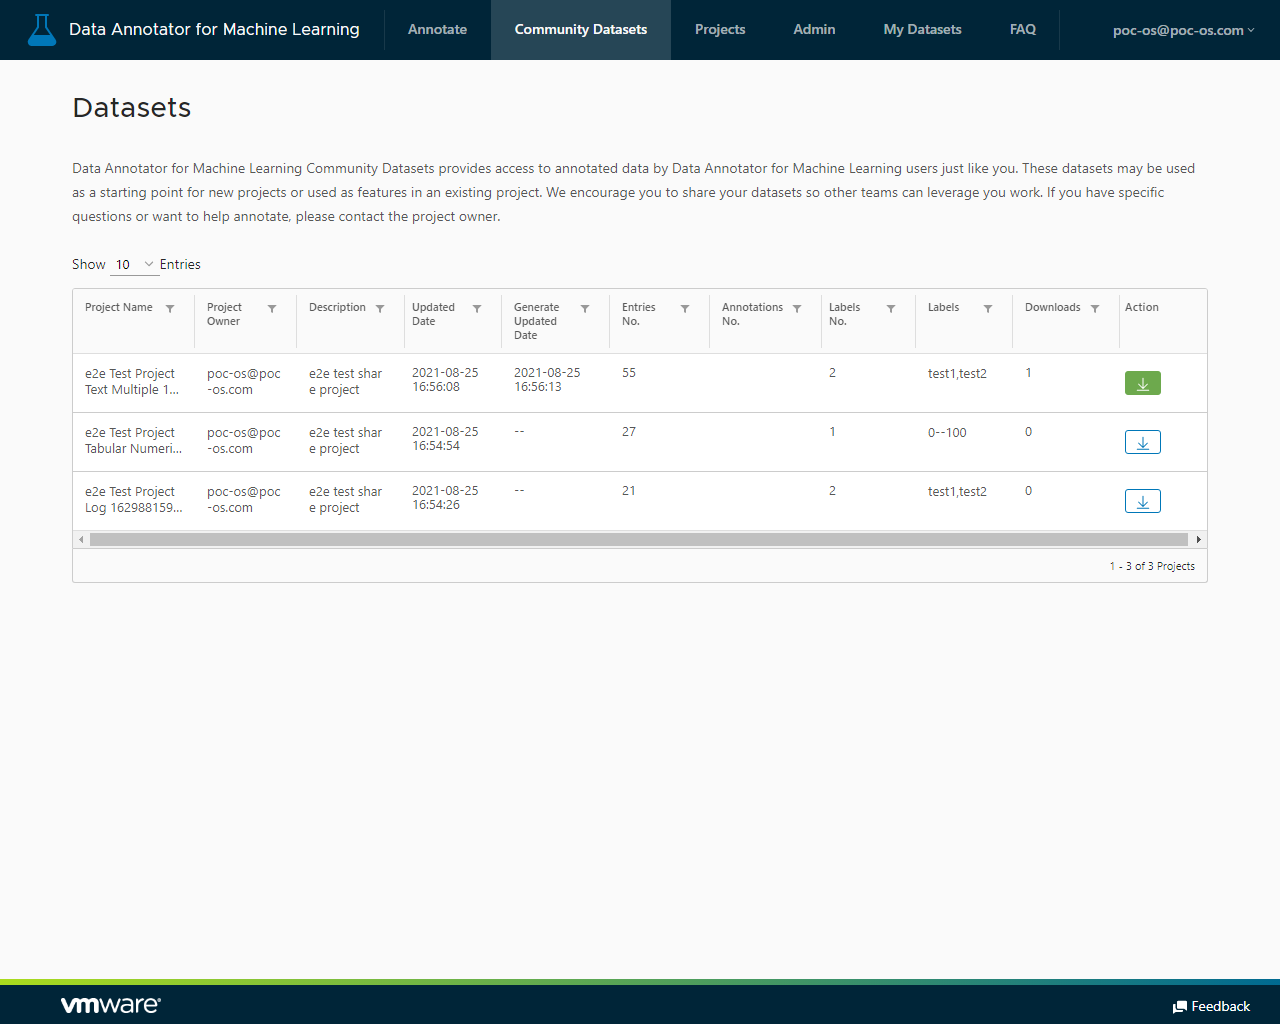 Data Annotator for Machine Learning
Annotate
Community Datasets
Projects
Admin
My Datasets
FAQ
poc-os@poc-os.com
Datasets
Data Annotator for Machine Learning Community Datasets provides access to annotated data by Data Annotator for Machine Learning users just like you. These datasets may be used
as a starting point for new projects or used as features in an existing project. We encourage you to share your datasets so other teams can leverage you work. If you have specific
questions or want to help annotate, please contact the project owner.
Show 10 Entries
Project Name
Project
Owner
Description
Updated
Date
Generate
Updated
Date
Entries
No.
Annotations
No.
Labels
No.
Labels
Downloads
Action
e2e Test Project
Text Multiple 1...
poc-os@poc
-os.com
e2e test shar
e project
2021-08-25
16:56:08
2021-08-25
16:56:13
55
2
test1,test2
1
e2e Test Project
Tabular Numeri...
poc-os@poc
-os.com
e2e test shar
e project
2021-08-25
16:54:54
--
27
1
0--100
0
e2e Test Project
Log 162988159...
poc-os@poc
-os.com
e2e test shar
e project
2021-08-25
16:54:26
--
21
2
test1,test2
0
1 - 3 of 3 Projects
vmware
Feedback